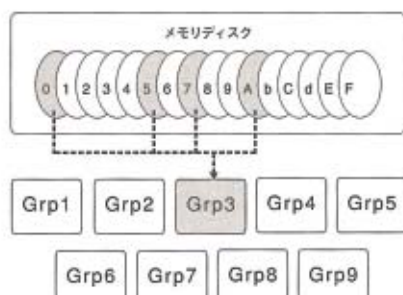 メモリディスク
0 1 2 3 4 5 6 7 8 9 A b C d E F
Grp1 Grp2 Grp3 Grp4 Grp5
Grp6 Grp7 Grp8 Grp9